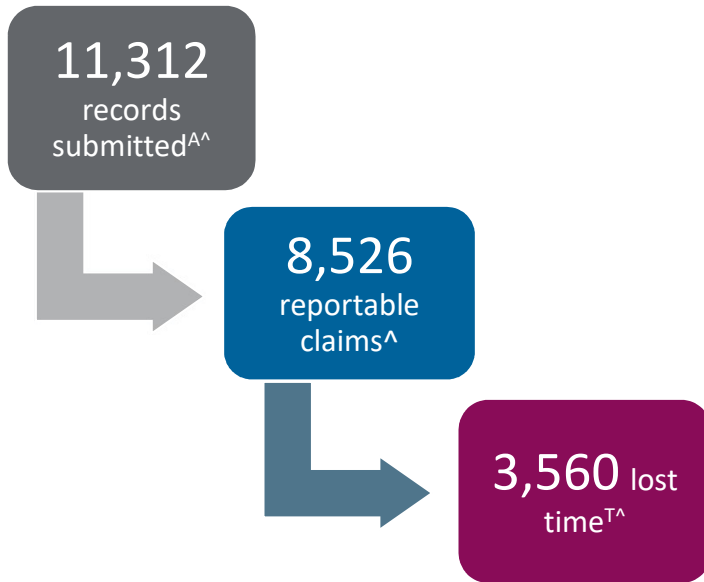 11,312
records
submittedA^
8,526
reportable
claims^
3,560 lost
timeT^